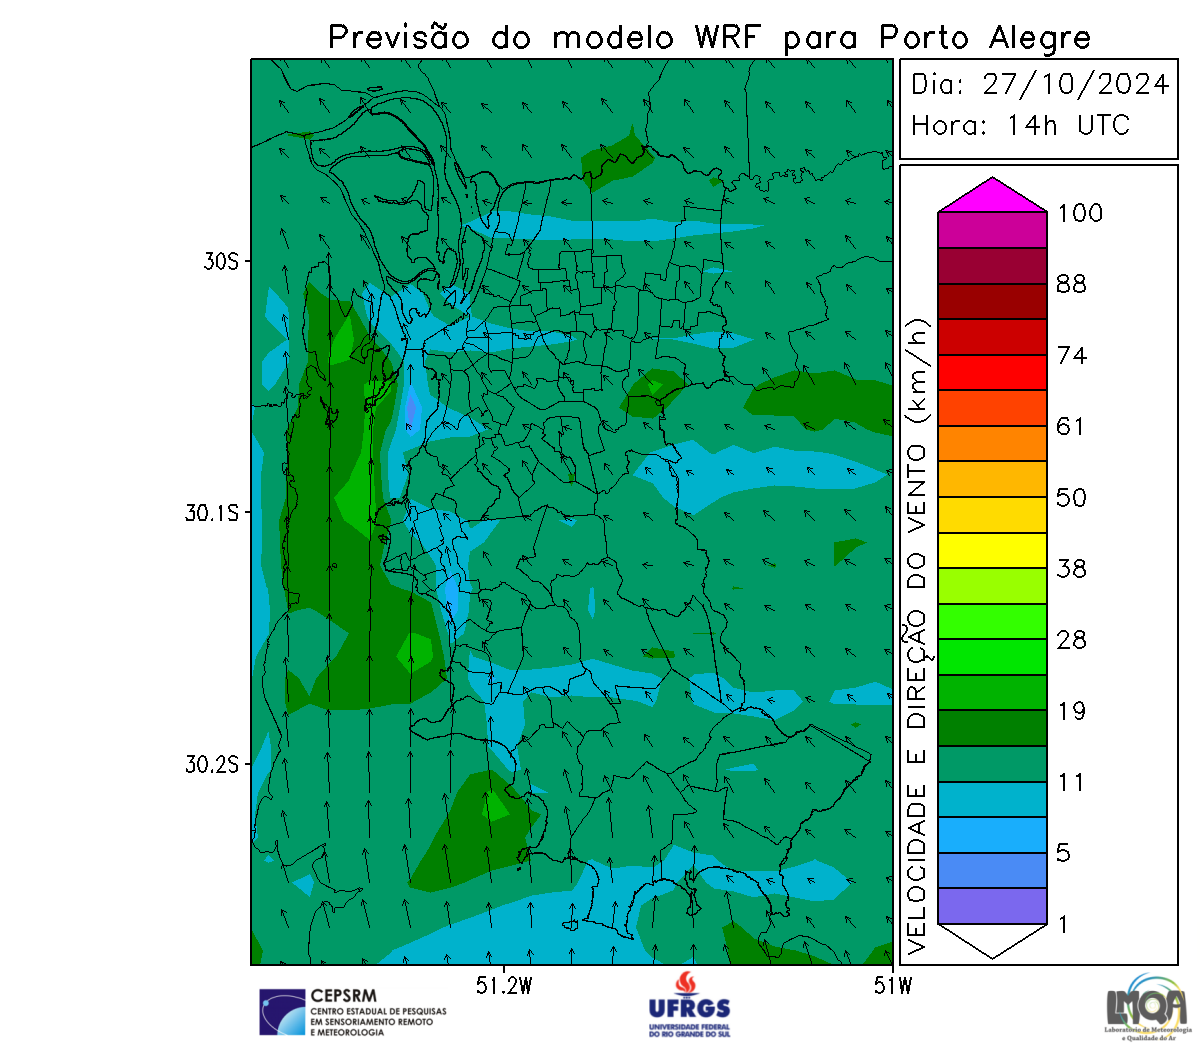 Previsão do modelo WRF para Porto Alegre
Dia: 27/10/2024
Hora: 14h UTC
VELOCIDADE E DIREÇÃO DO VENTO (km/h)
100
88
74
61
50
38
28
19
11
5
1
30S
30.1S
30.2S
51.2W
51W
CEPSRM
CENTRO ESTADUAL DE PESQUISAS
EM SENSORIAMENTO REMOTO
E METEOROLOGIA
UFRGS
UNIVERSIDADE FEDERAL
DO RIO GRANDE DO SUL
LMQA
Laboratório de Meteorologia
e Qualidade do Ar